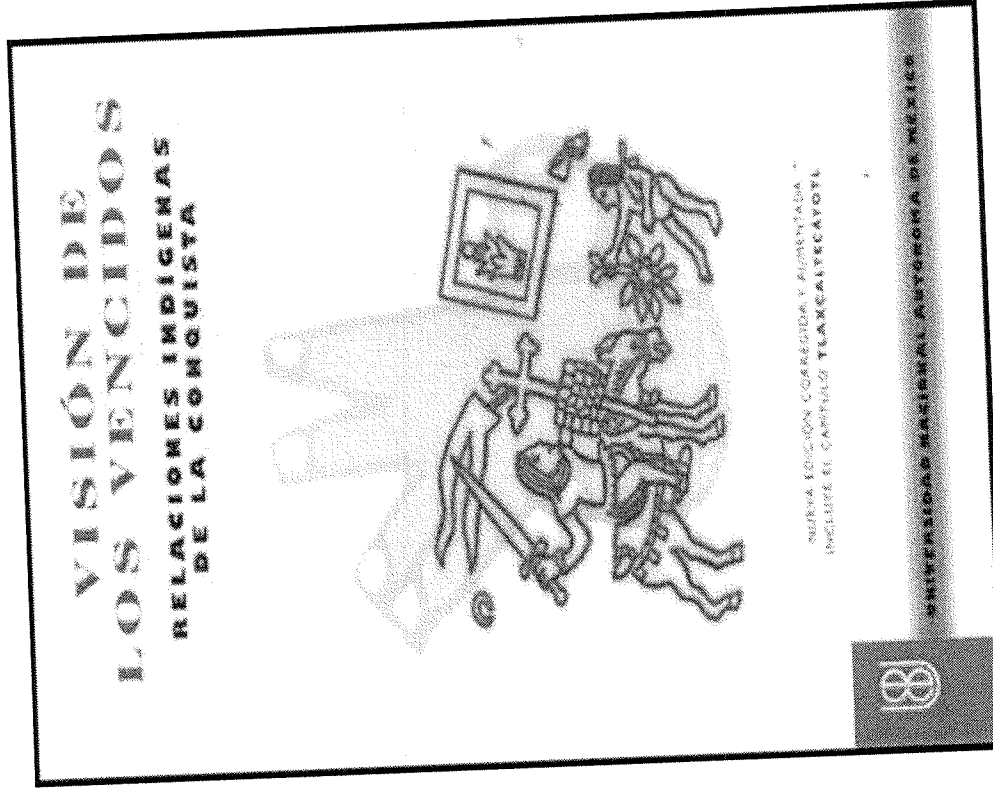 VISIÓN DE
LOS VENCIDOS
RELACIONES INDIGENAS
DE LA CONQUISTA
NUEVA EDICIÓN CORREGIDA Y AUMENTADA
INCLUYE EL CAPÍTULO TLAXCALTECAYOTL
UNIVERSIDAD NACIONAL AUTÓNOMA DE MÉXICO